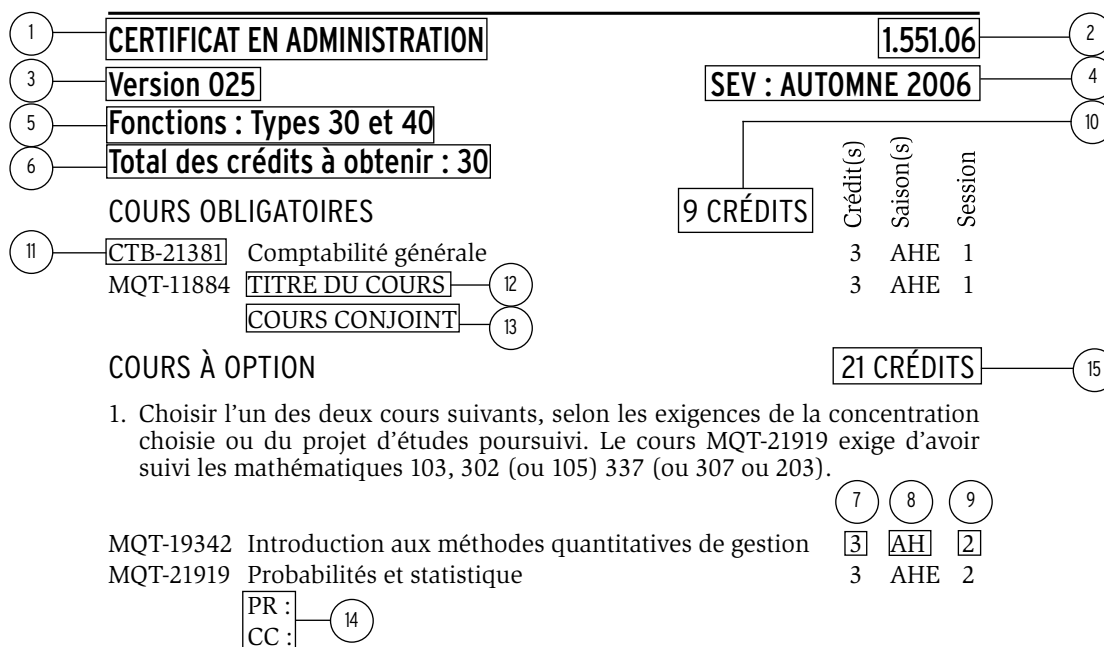 1 CERTIFICAT EN ADMINISTRATION 1.551.06 2
3 Version 025 SEV : AUTOMNE 2006 4
5 Fonctions : Types 30 et 40 10
6 Total des crédits à obtenir : 30
COURS OBLIGATOIRES 9 CRÉDITS Crédit(s) Saison(s) Session
11 CTB-21381 Comptabilité générale 3 AHE 1
MQT-11884 TITRE DU COURS 12 3 AHE 1
COURS CONJOINT 13
COURS À OPTION 21 CRÉDITS 15
1. Choisir l'un des deux cours suivants, selon les exigences de la concentration
choisie ou du projet d'études poursuivi. Le cours MQT-21919 exige d'avoir
suivi les mathématiques 103, 302 (ou 105) 337 (ou 307 ou 203).
7 8 9
MQT-19342 Introduction aux méthodes quantitatives de gestion 3 AH 2
MQT-21919 Probabilités et statistique 3 AHE 2
PR :
14
CC :